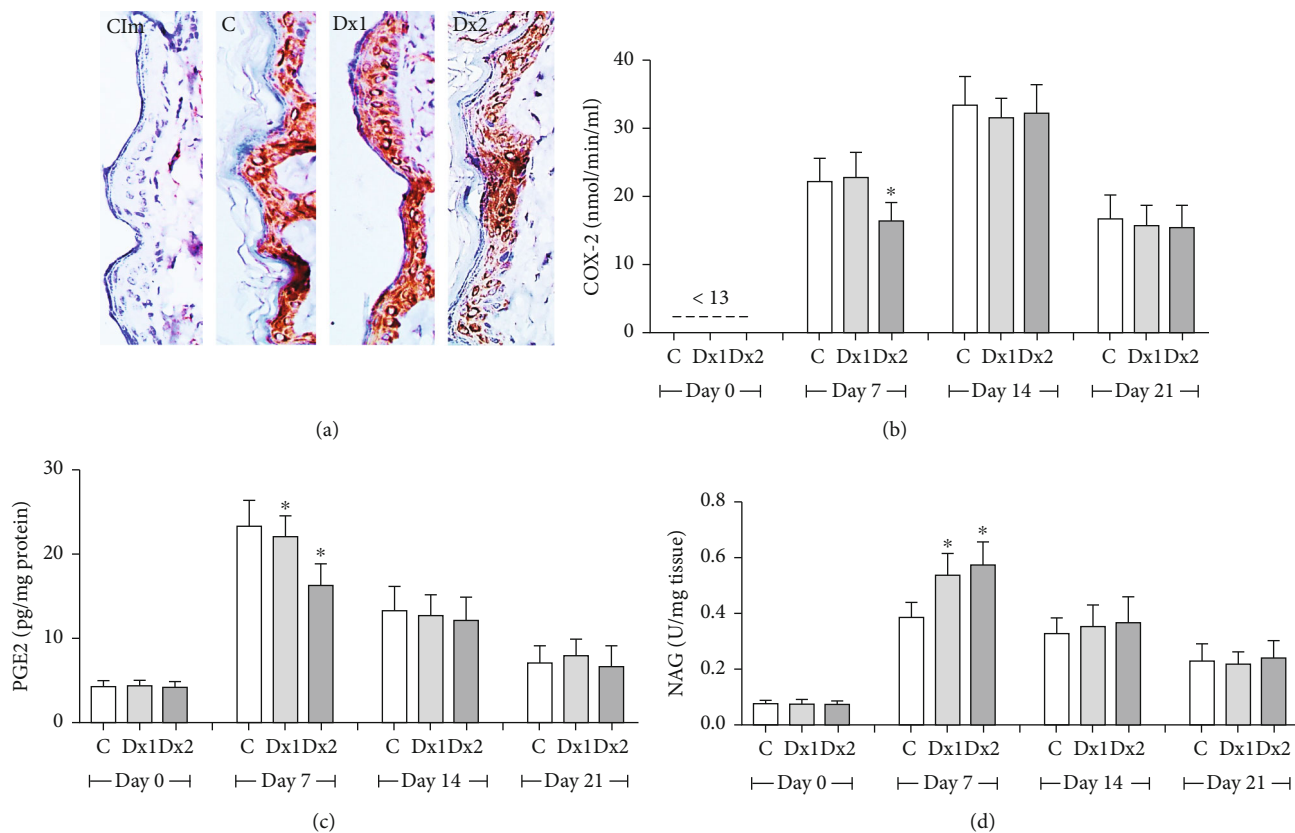 CIm C Dx1 Dx2
(a)
COX-2 (nmol/min/ml)
40
30
20
10
0
< 13
*
C Dx1Dx2 C Dx1Dx2 C Dx1Dx2 C Dx1Dx2
Day 0 Day 7 Day 14 Day 21
(b)
PGE2 (pg/mg protein)
30
20
10
0
*
*
C Dx1Dx2 C Dx1Dx2 C Dx1Dx2 C Dx1Dx2
Day 0 Day 7 Day 14 Day 21
(c)
NAG (U/mg tissue)
0.8
0.6
0.4
0.2
0.0
* *
C Dx1Dx2 C Dx1Dx2 C Dx1Dx2 C Dx1Dx2
Day 0 Day 7 Day 14 Day 21
(d)